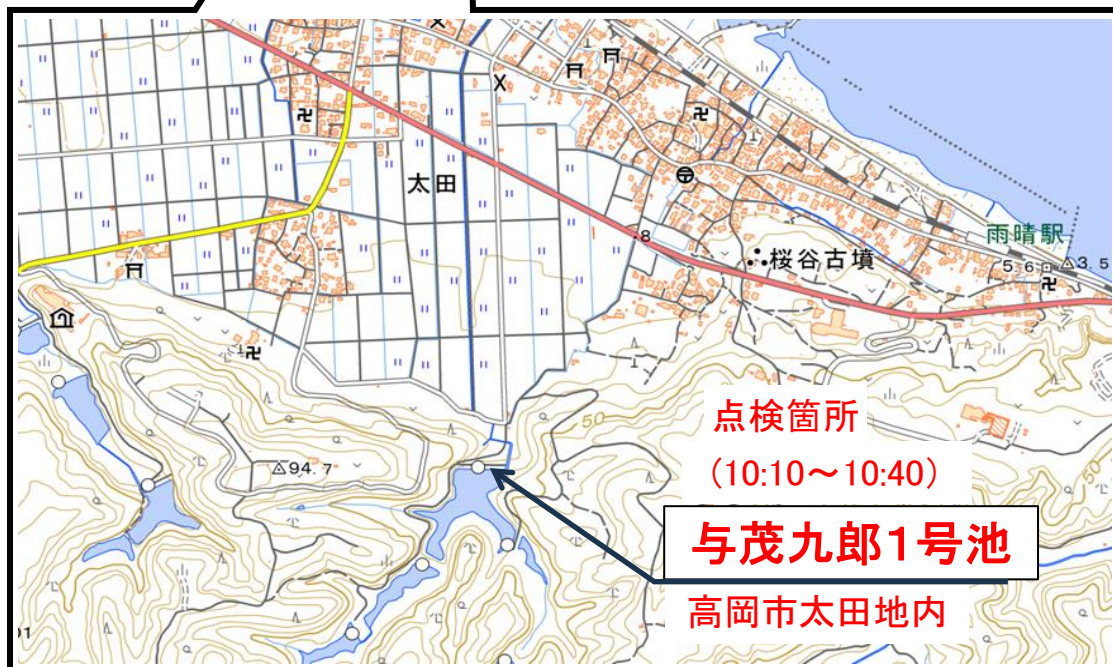 太田
8
桜谷古墳
雨晴駅
5.6
3.5
94.7
50
点検箇所
(10:10～10:40)
与茂九郎1号池
高岡市太田地内